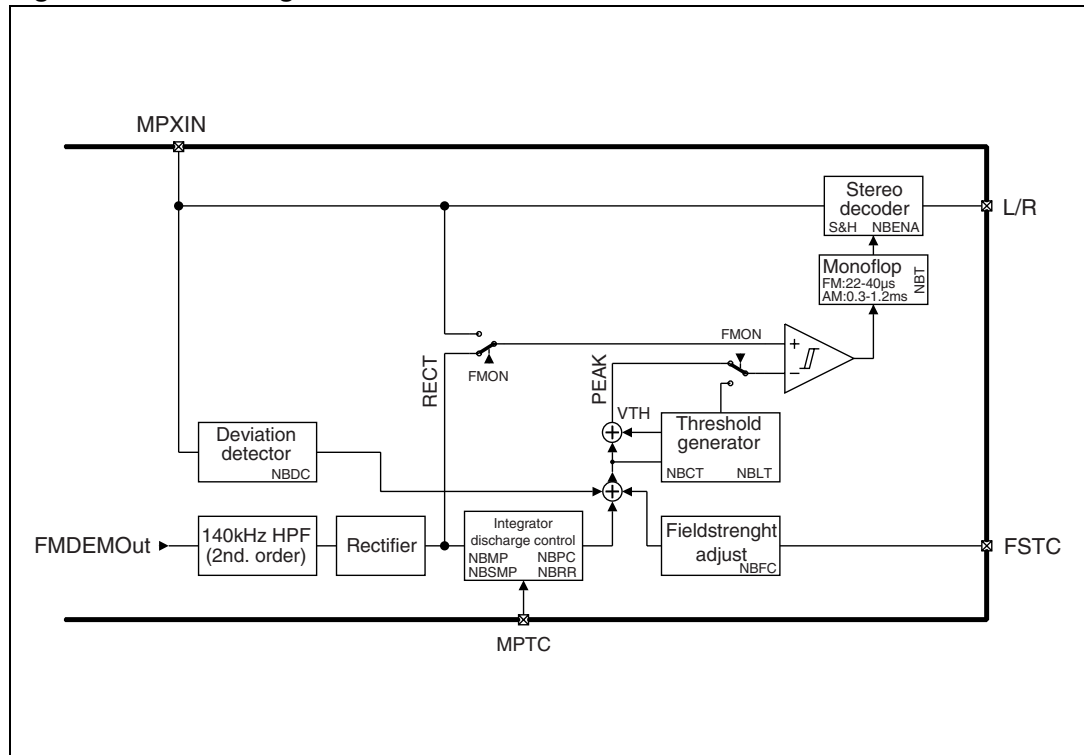 MPXIN
Stereo
decoder
S&H NBENA
L/R
Monoflop
FM:22-40µs
AM:0.3-1.2ms
NBT
FMON
+
−
FMON
RECT
PEAK
VTH
Threshold
generator
NBCT NBLT
Deviation
detector
NBDC
+
+
FMDEMOut
140kHz HPF
(2nd. order)
Rectifier
Integrator
discharge control
NBMP NBPC
NBSMP NBRR
Fieldstrenght
adjust
NBFC
FSTC
MPTC